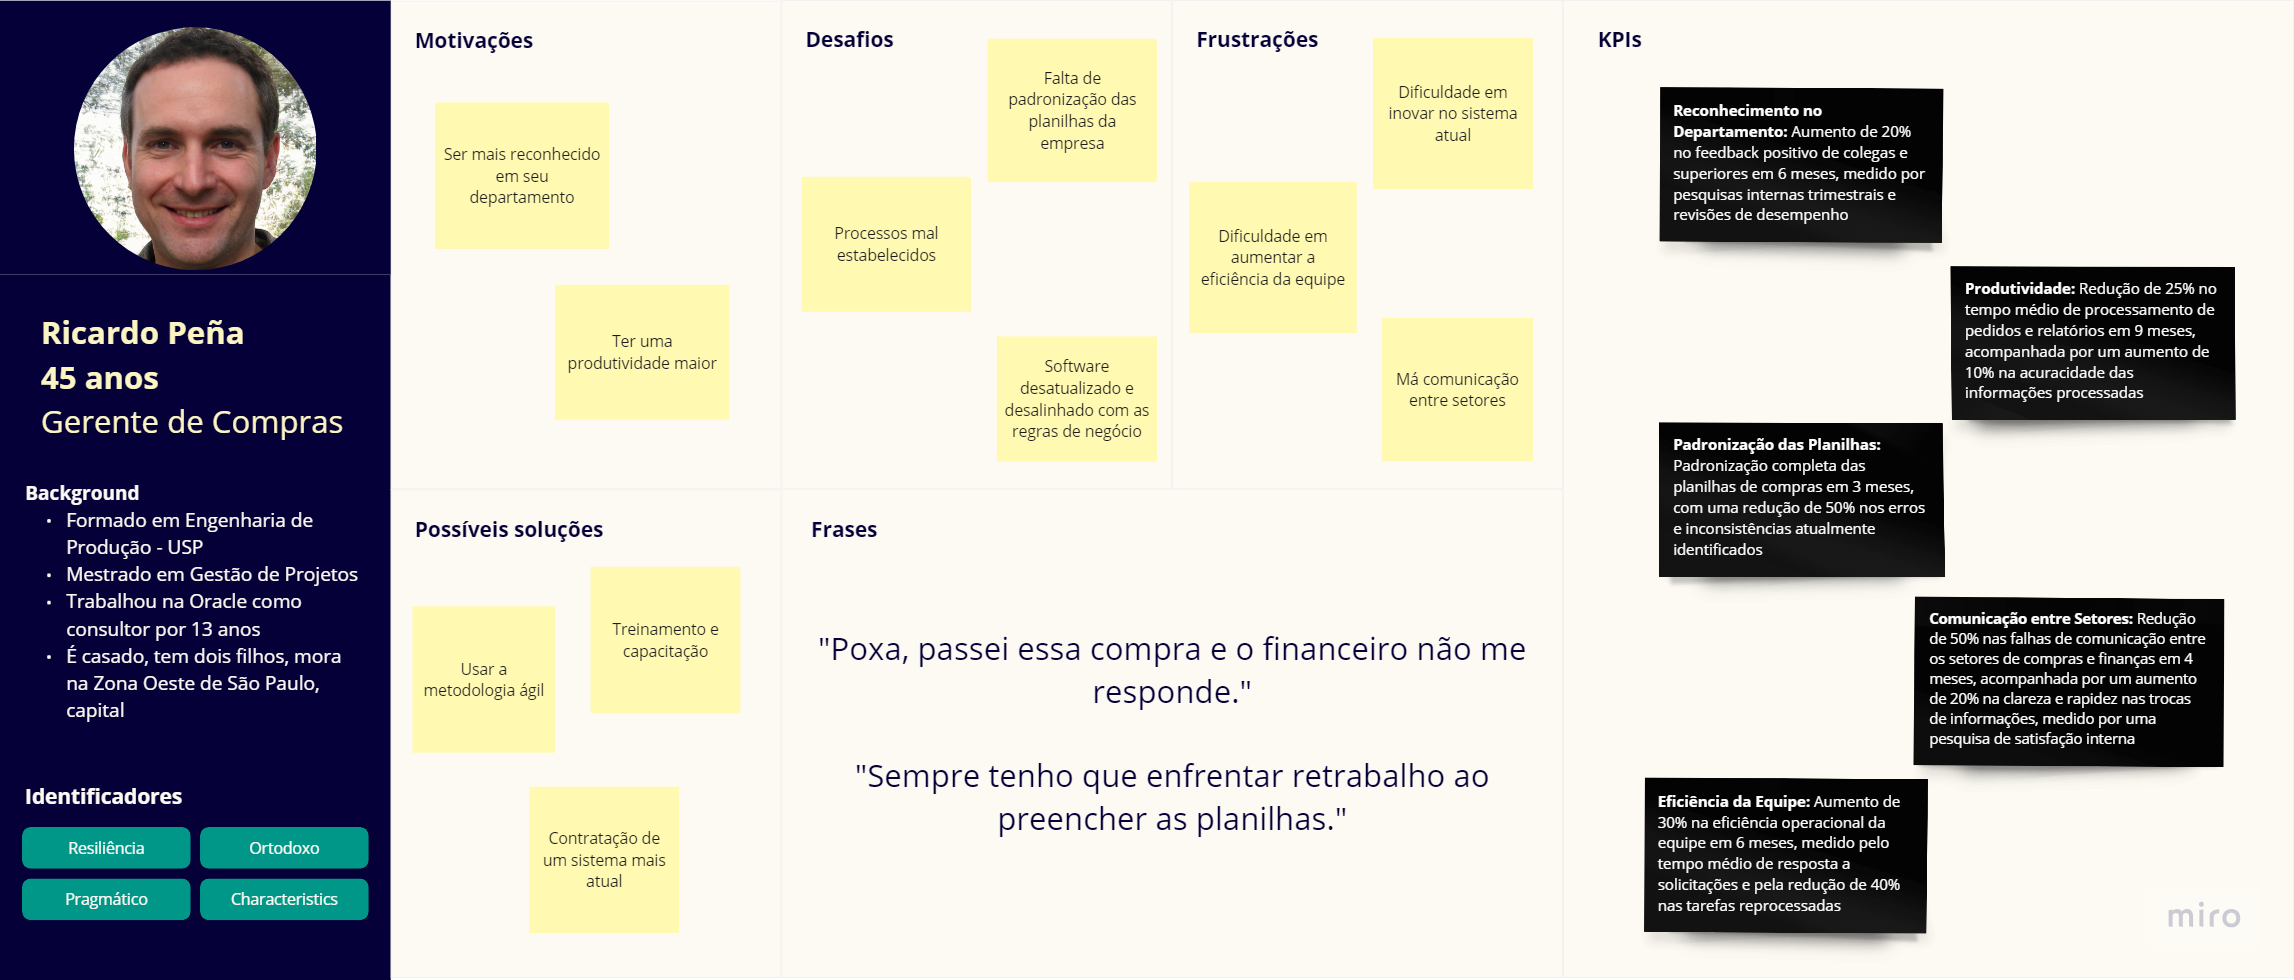 Ricardo Peña
45 anos
Gerente de Compras
Background
• Formado em Engenharia de
Produção - USP
• Mestrado em Gestão de Projetos
• Trabalhou na Oracle como
consultor por 13 anos
• É casado, tem dois filhos, mora
na Zona Oeste de São Paulo,
capital
Identificadores
Resiliência
Ortodoxo
Pragmático
Characteristics
Motivações
Ser mais reconhecido
em seu
departamento
Ter uma
produtividade maior
Desafios
Falta de
padronização das
planilhas da
empresa
Processos mal
estabelecidos
Software
desatualizado e
desalinhado com as
regras de negócio
Frustrações
Dificuldade em
inovar no sistema
atual
Dificuldade em
aumentar a
eficiência da equipe
Má comunicação
entre setores
Possíveis soluções
Treinamento e
capacitação
Usar a
metodologia ágil
Contratação de
um sistema mais
atual
Frases
"Poxa, passei essa compra e o financeiro não me
responde."
"Sempre tenho que enfrentar retrabalho ao
preencher as planilhas."
KPIs
Reconhecimento no
Departamento: Aumento de 20%
no feedback positivo de colegas e
superiores em 6 meses, medido por
pesquisas internas trimestrais e
revisões de desempenho
Produtividade: Redução de 25% no
tempo médio de processamento de
pedidos e relatórios em 9 meses,
acompanhada por um aumento de
10% na acuracidade das
informações processadas
Padronização das Planilhas:
Padronização completa das
planilhas de compras em 3 meses,
com uma redução de 50% nos erros
e inconsistências atualmente
identificados
Comunicação entre Setores: Redução
de 50% nas falhas de comunicação entre
os setores de compras e finanças em 4
meses, acompanhada por um aumento
de 20% na clareza e rapidez nas trocas
de informações, medido por uma
pesquisa de satisfação interna
Eficiência da Equipe: Aumento de
30% na eficiência operacional da
equipe em 6 meses, medido pelo
tempo médio de resposta a
solicitações e pela redução de 40%
nas tarefas reprocessadas
miro